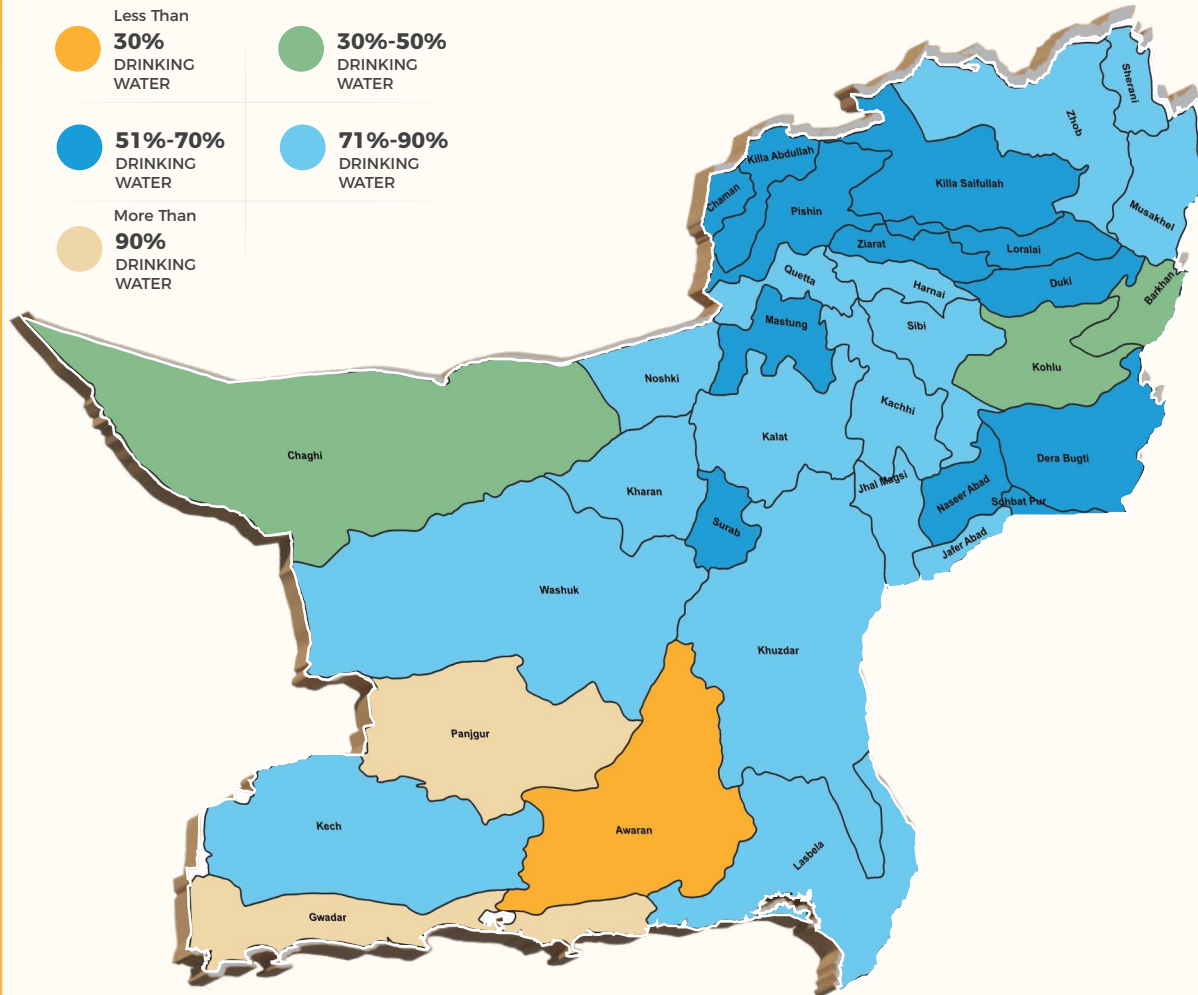 Less Than
30%
DRINKING
WATER
30%-50%
DRINKING
WATER
51%-70%
DRINKING
WATER
71%-90%
DRINKING
WATER
More Than
90%
DRINKING
WATER
Sherani
Zhob
Killa Abdullah
Killa Saifullah
Chaman
Pishin
Musakhel
Ziarat
Loralai
Quetta
Harnai
Duki
Barkhan
Mastung
Sibi
Kohlu
Noshki
Kachhi
Kalat
Chaghi
Dera Bugti
Jhal Magsi
Kharan
Naseer Abad
Sohbat Pur
Surab
Jafer Abad
Washuk
Khuzdar
Panjgur
Kech
Awaran
Lasbela
Gwadar